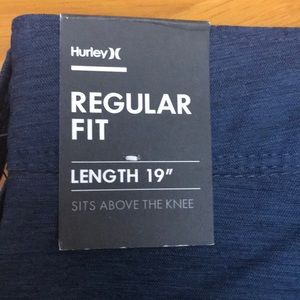 Hurley
REGULAR
FIT
LENGTH 19"
SITS ABOVE THE KNEE